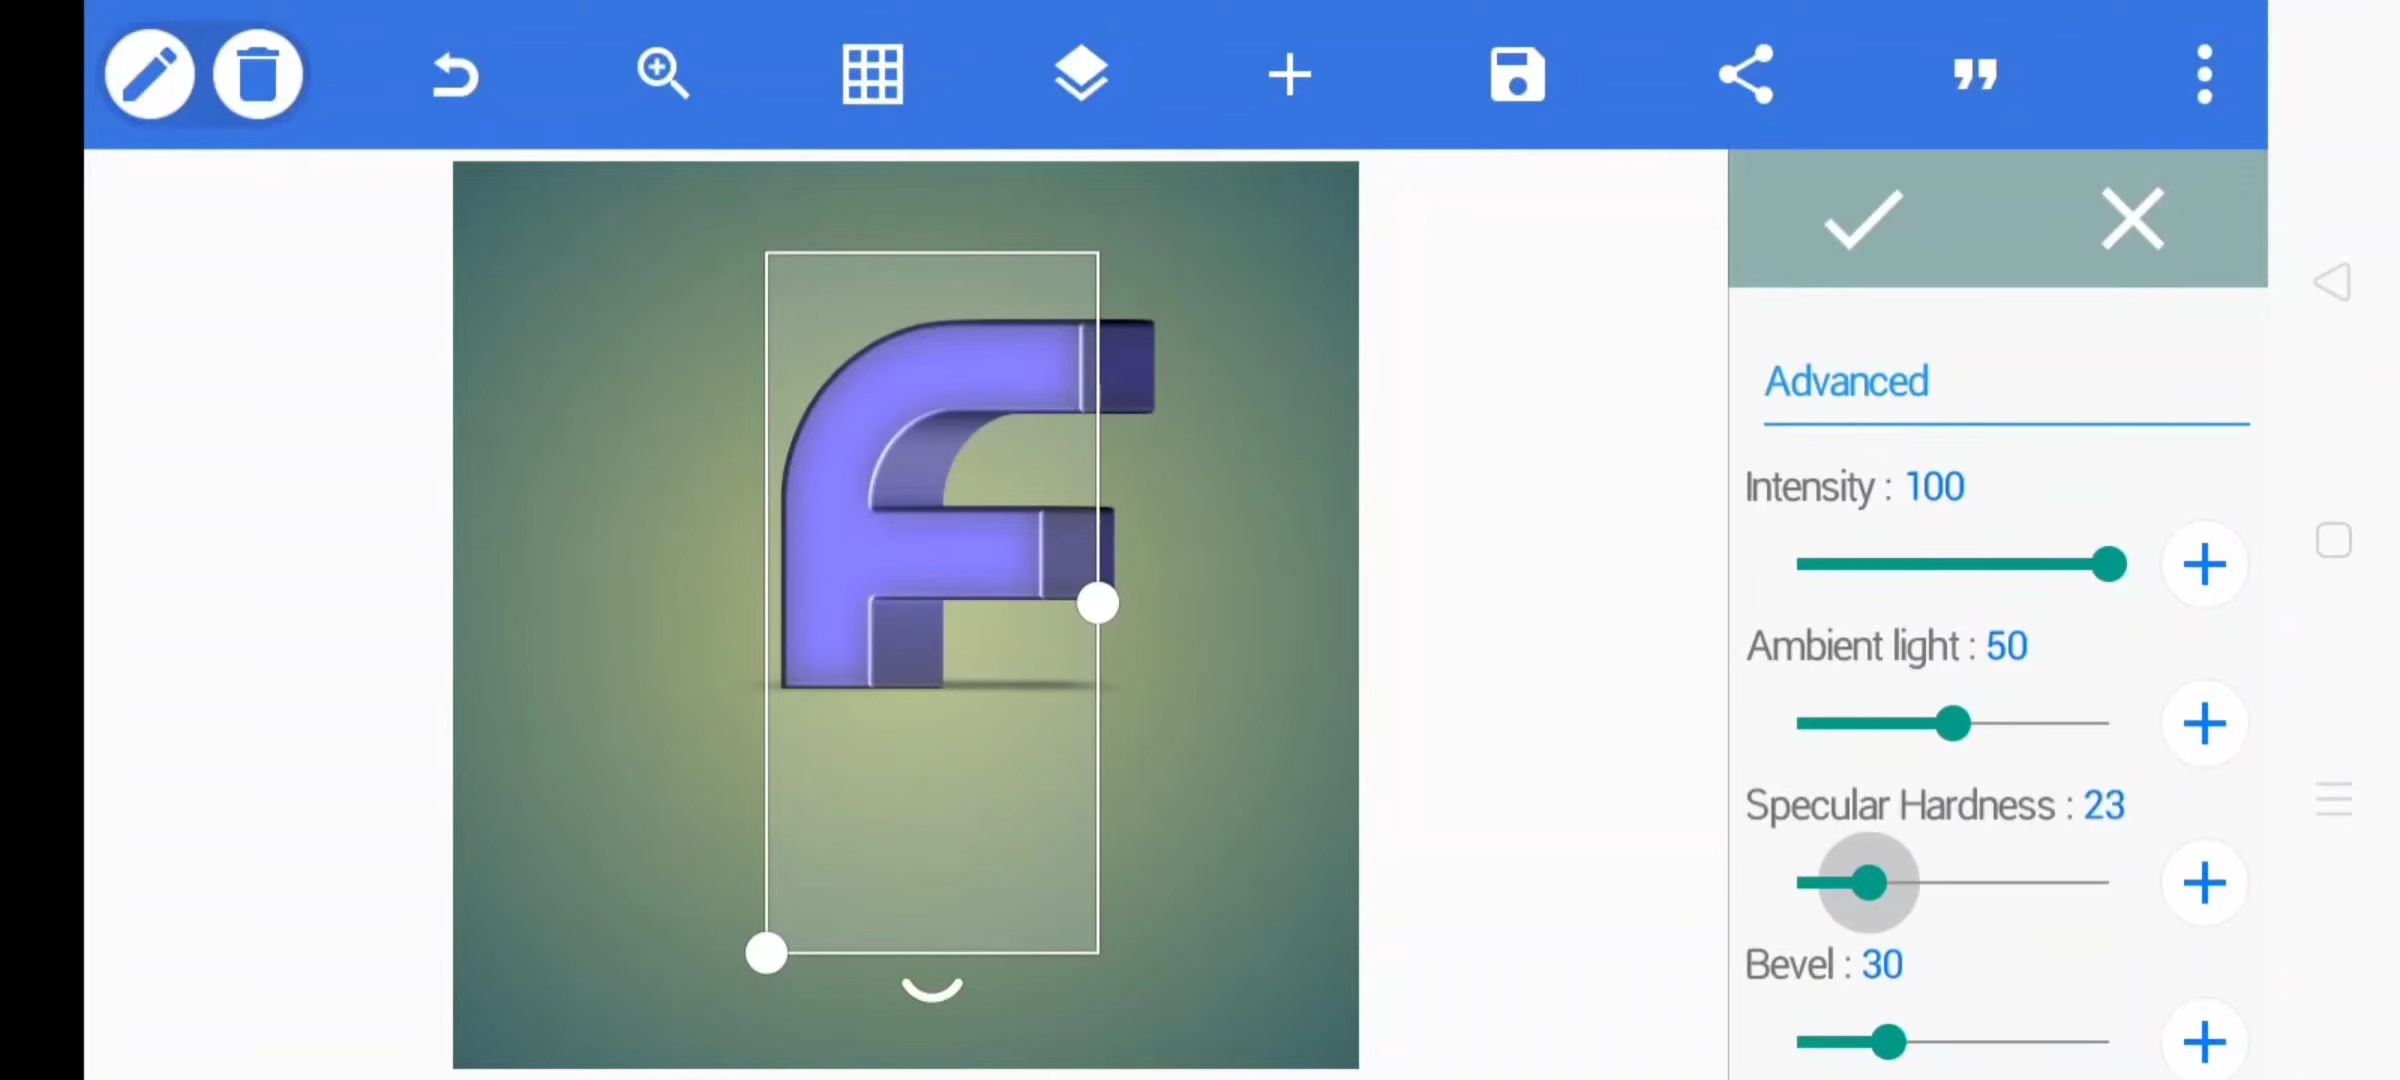 F
Advanced
Intensity : 100
Ambient light : 50
Specular Hardness : 23
Bevel : 30